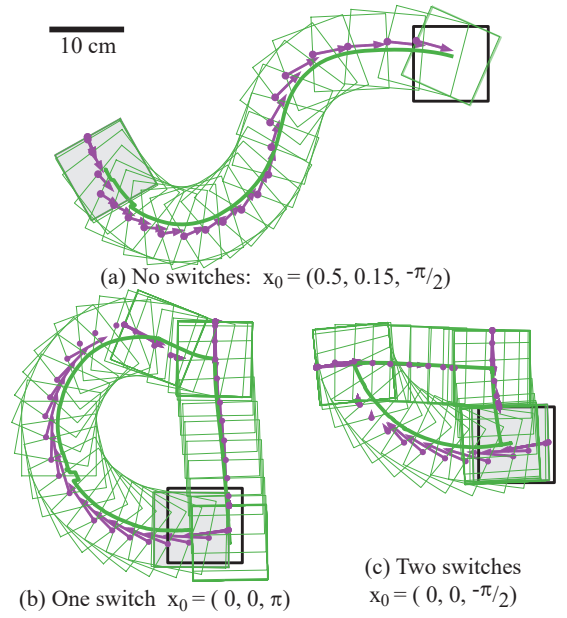 10 cm
(a) No switches: x₀ = (0.5, 0.15, -π/2)
(b) One switch x₀ = ( 0, 0, π)
(c) Two switches
x₀ = ( 0, 0, -π/2)